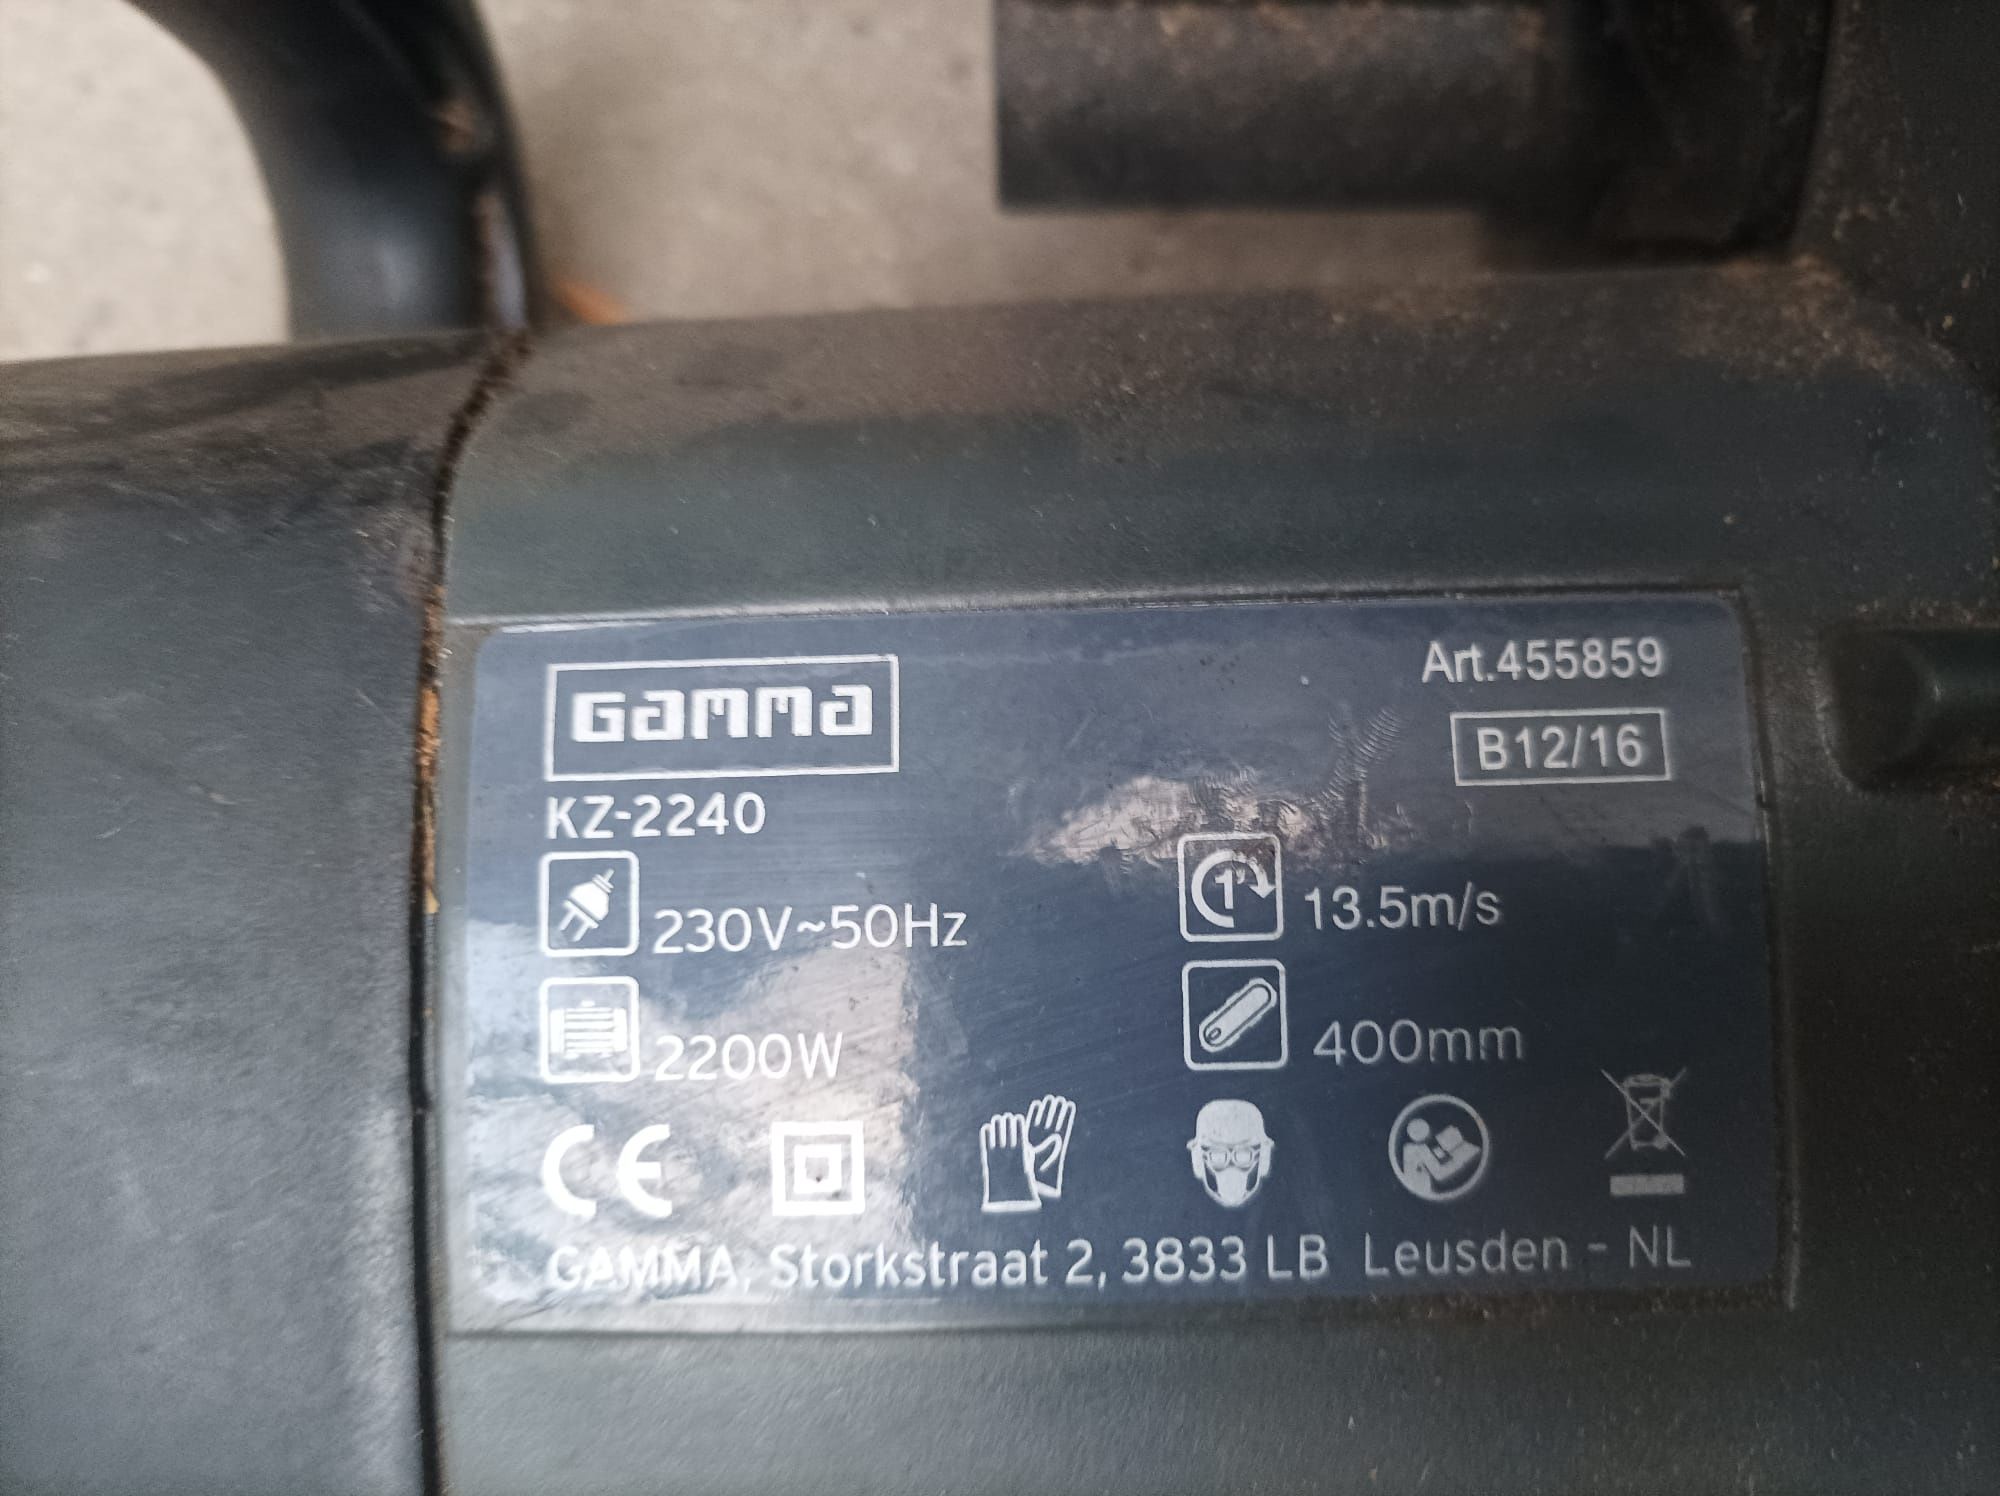 GAMMA
Art.455859
B12/16
KZ-2240
230V~50Hz
1' 13.5m/s
2200W
400mm
CE
GAMMA, Storkstraat 2, 3833 LB Leusden - NL